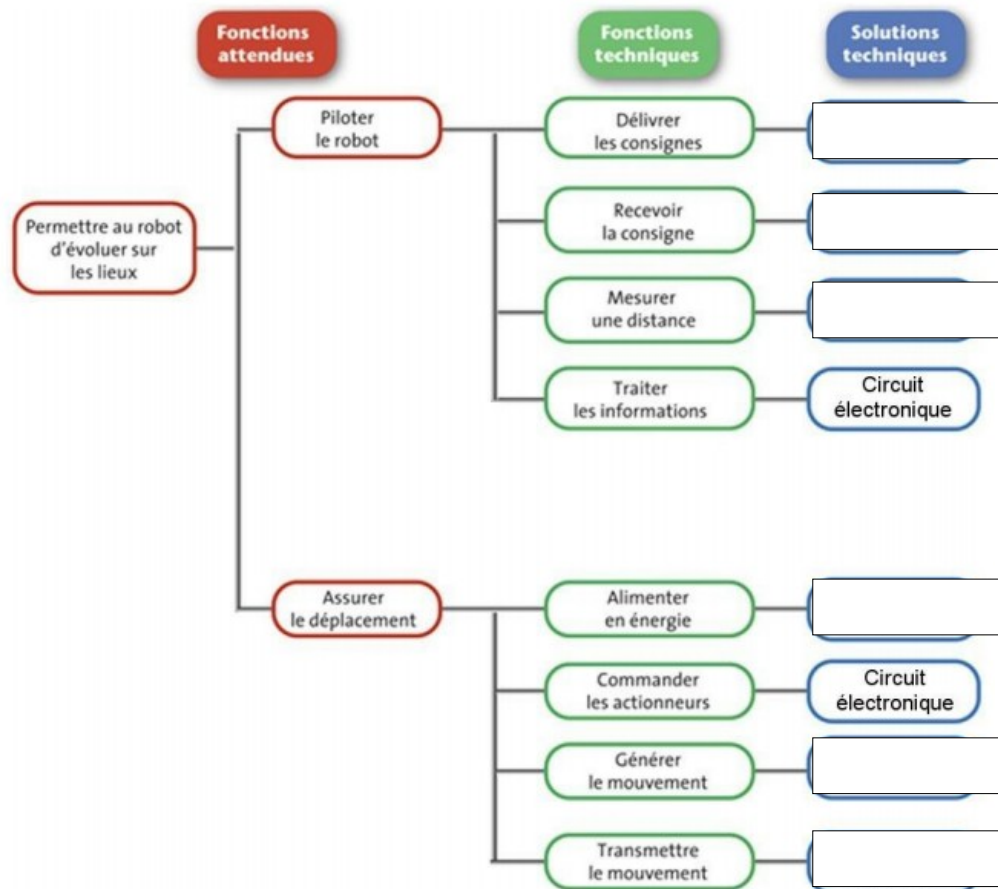 Fonctions
attendues
Fonctions
techniques
Solutions
techniques
Piloter
le robot
Délivrer
les consignes
Permettre au robot
d'évoluer sur
les lieux
Recevoir
la consigne
Mesurer
une distance
Traiter
les informations
Circuit
électronique
Assurer
le déplacement
Alimenter
en énergie
Commander
les actionneurs
Circuit
électronique
Générer
le mouvement
Transmettre
le mouvement